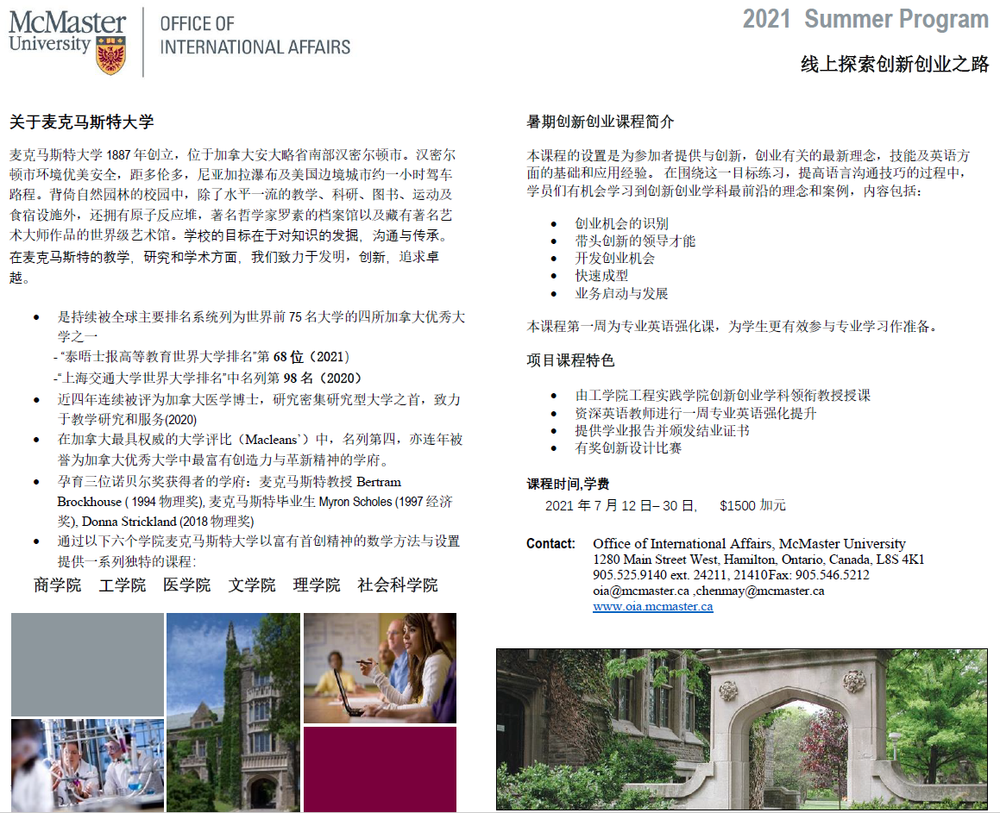 McMaster
University
OFFICE OF
INTERNATIONAL AFFAIRS
2021 Summer Program
线上探索创新创业之路
关于麦克马斯特大学
麦克马斯特大学 1887 年创立，位于加拿大安大略省南部汉密尔顿市。汉密尔
顿市环境优美安全，距多伦多，尼亚加拉瀑布及美国边境城市约一小时驾车
路程。背倚自然园林的校园中，除了水平一流的教学、科研、图书、运动及
食宿设施外，还拥有原子反应堆，著名哲学家罗素的档案馆以及藏有著名艺
术大师作品的世界级艺术馆。学校的目标在于对知识的发掘，沟通与传承。
在麦克马斯特的教学，研究和学术方面，我们致力于发明，创新，追求卓
越。
• 是持续被全球主要排名系统列为世界前 75 名大学的四所加拿大优秀大
学之一
- “泰晤士报高等教育世界大学排名”第 68 位（2021）
-“上海交通大学世界大学排名”中名列第 98 名（2020）
• 近四年连续被评为加拿大医学博士，研究密集研究型大学之首，致力
于教学研究和服务(2020)
• 在加拿大最具权威的大学评比（Macleans’）中，名列第四，亦连年被
誉为加拿大优秀大学中最富有创造力与革新精神的学府。
• 孕育三位诺贝尔奖获得者的学府：麦克马斯特教授 Bertram
Brockhouse ( 1994 物理奖), 麦克马斯特毕业生 Myron Scholes (1997 经济
奖), Donna Strickland (2018 物理奖)
• 通过以下六个学院麦克马斯特大学以富有首创精神的数学方法与设置
提供一系列独特的课程:
商学院 工学院 医学院 文学院 理学院 社会科学院
暑期创新创业课程简介
本课程的设置是为参加者提供与创新，创业有关的最新理念，技能及英语方
面的基础和应用经验。 在围绕这一目标练习，提高语言沟通技巧的过程中，
学员们有机会学习到创新创业学科最前沿的理念和案例，内容包括：
• 创业机会的识别
• 带头创新的领导才能
• 开发创业机会
• 快速成型
• 业务启动与发展
本课程第一周为专业英语强化课，为学生更有效参与专业学习作准备。
项目课程特色
• 由工学院工程实践学院创新创业学科领衔教授授课
• 资深英语教师进行一周专业英语强化提升
• 提供学业报告并颁发结业证书
• 有奖创新设计比赛
课程时间,学费
2021 年 7 月 12 日– 30 日, $1500 加元
Contact: Office of International Affairs, McMaster University
1280 Main Street West, Hamilton, Ontario, Canada, L8S 4K1
905.525.9140 ext. 24211, 21410Fax: 905.546.5212
oia@mcmaster.ca ,chenmay@mcmaster.ca
www.oia.mcmaster.ca